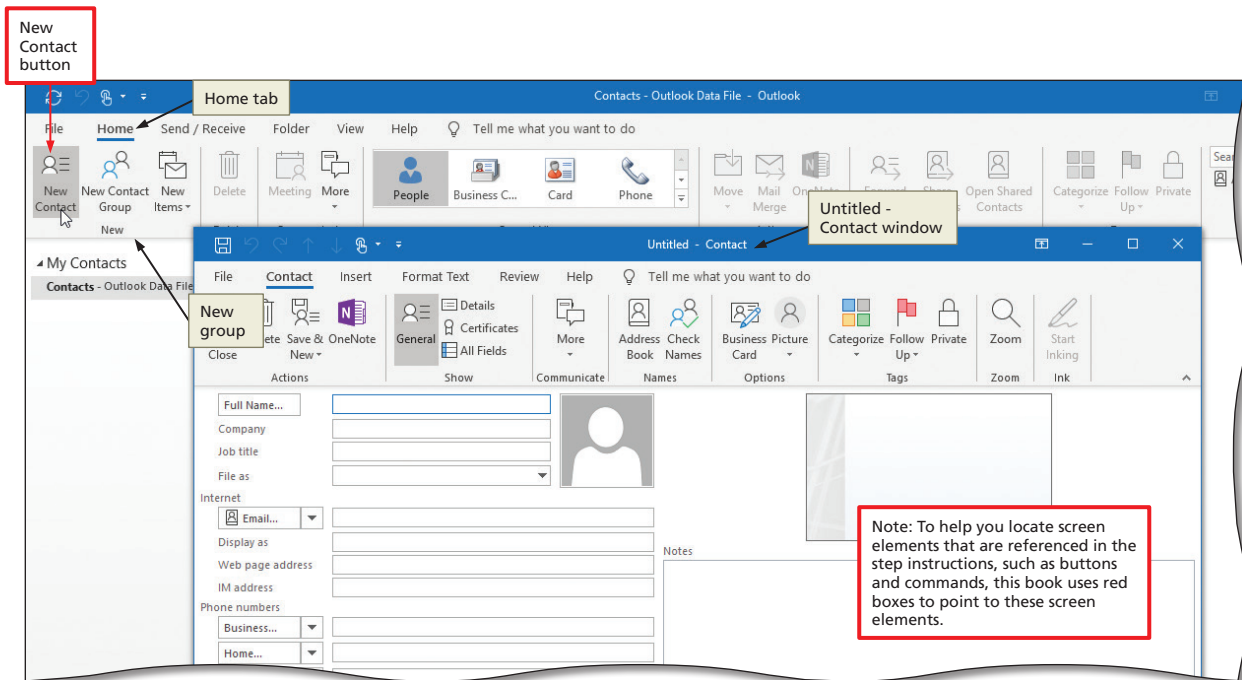 New
Contact
button
Home tab
Contacts - Outlook Data File - Outlook
File Home Send / Receive Folder View Help Tell me what you want to do
New Contact
New Contact Group
New Items
Delete
Meeting
More
People
Business C...
Card
Phone
Move
Mail Merge
Open Shared Contacts
Categorize
Follow Up
Private
New
Untitled -
Contact window
My Contacts
Contacts - Outlook Data File
New
group
Untitled - Contact
File Contact Insert Format Text Review Help Tell me what you want to do
Close
Save & New
OneNote
General
Details
Certificates
All Fields
More
Address Book
Check Names
Business Card
Picture
Categorize
Follow Up
Private
Zoom
Start Inking
Actions Show Communicate Names Options Tags Zoom Ink
Full Name...
Company
Job title
File as
Internet
Email...
Display as
Web page address
IM address
Phone numbers
Business...
Home...
Notes
Note: To help you locate screen
elements that are referenced in the
step instructions, such as buttons
and commands, this book uses red
boxes to point to these screen
elements.